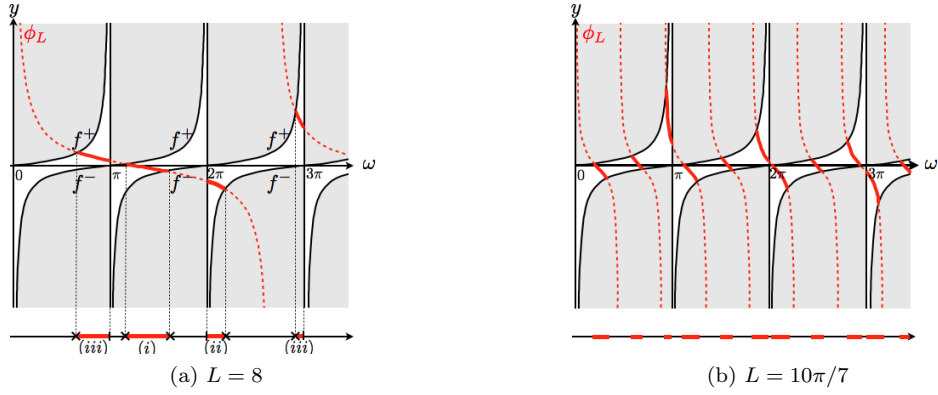 y y
ϕ_L ϕ_L
f⁺ f⁺ f⁺ f⁺
0 π 2π 3π ω 0 π 2π 3π ω
f⁻ f⁻ f⁻ f⁻
(iii) (i) (ii) (iii)
(a) L = 8 (b) L = 10π/7